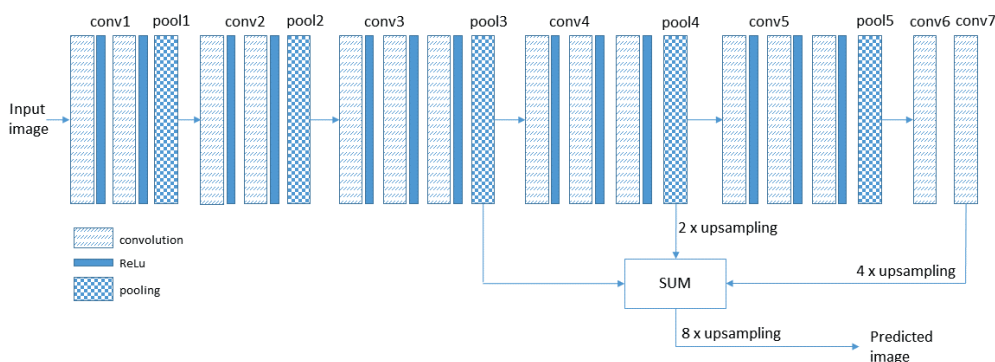 conv1 pool1 conv2 pool2 conv3 pool3 conv4 pool4 conv5 pool5 conv6 conv7
Input
image
convolution
ReLu
pooling
2 x upsampling
SUM
4 x upsampling
8 x upsampling
Predicted
image